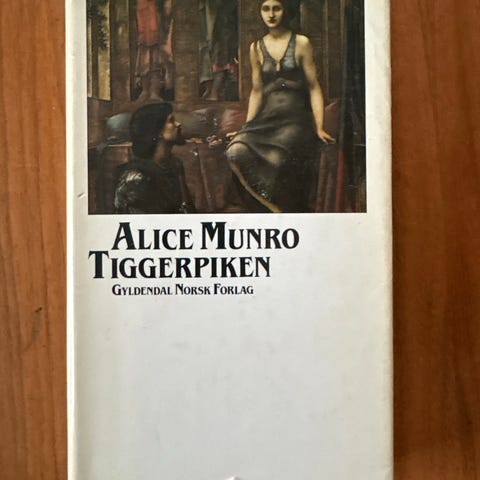 ALICE MUNRO
TIGGERPIKEN
GYLDENDAL NORSK FORLAG